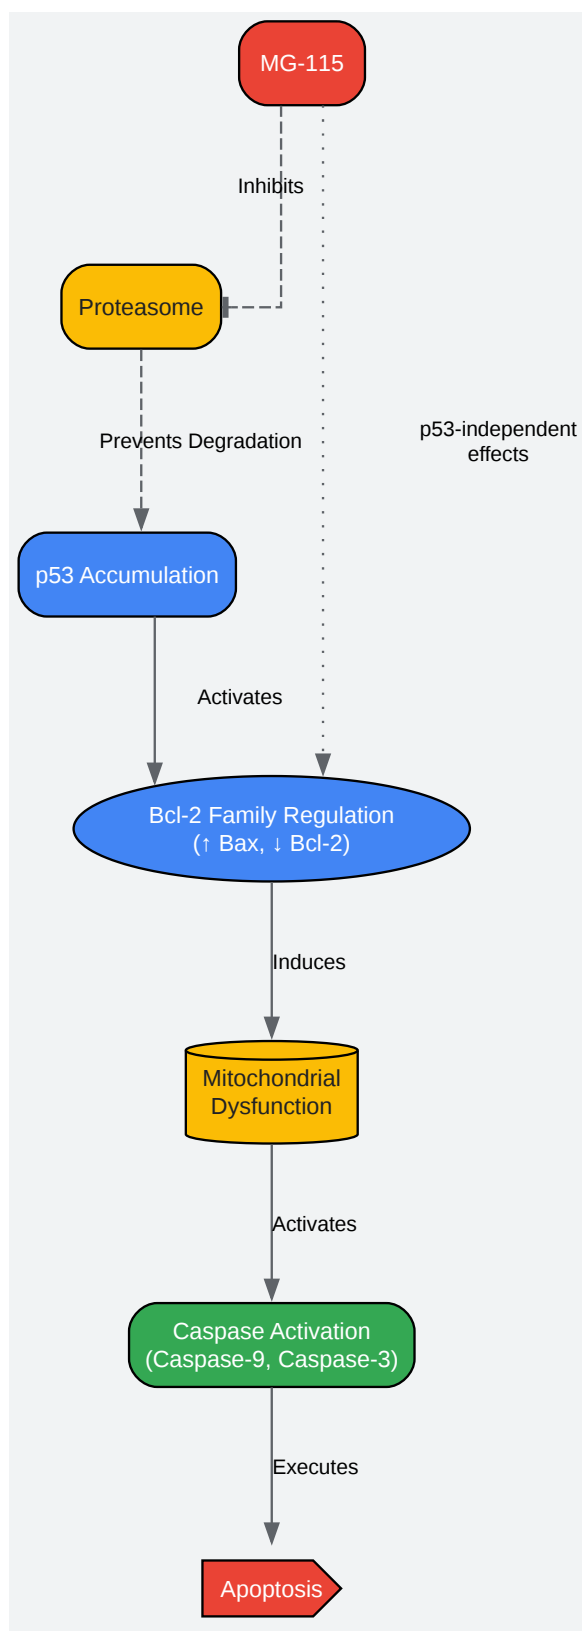 MG-115
Inhibits
Proteasome
p53-independent
effects
Prevents Degradation
p53 Accumulation
Activates
Bcl-2 Family Regulation
(↑ Bax, ↓ Bcl-2)
Induces
Mitochondrial
Dysfunction
Activates
Caspase Activation
(Caspase-9, Caspase-3)
Executes
Apoptosis